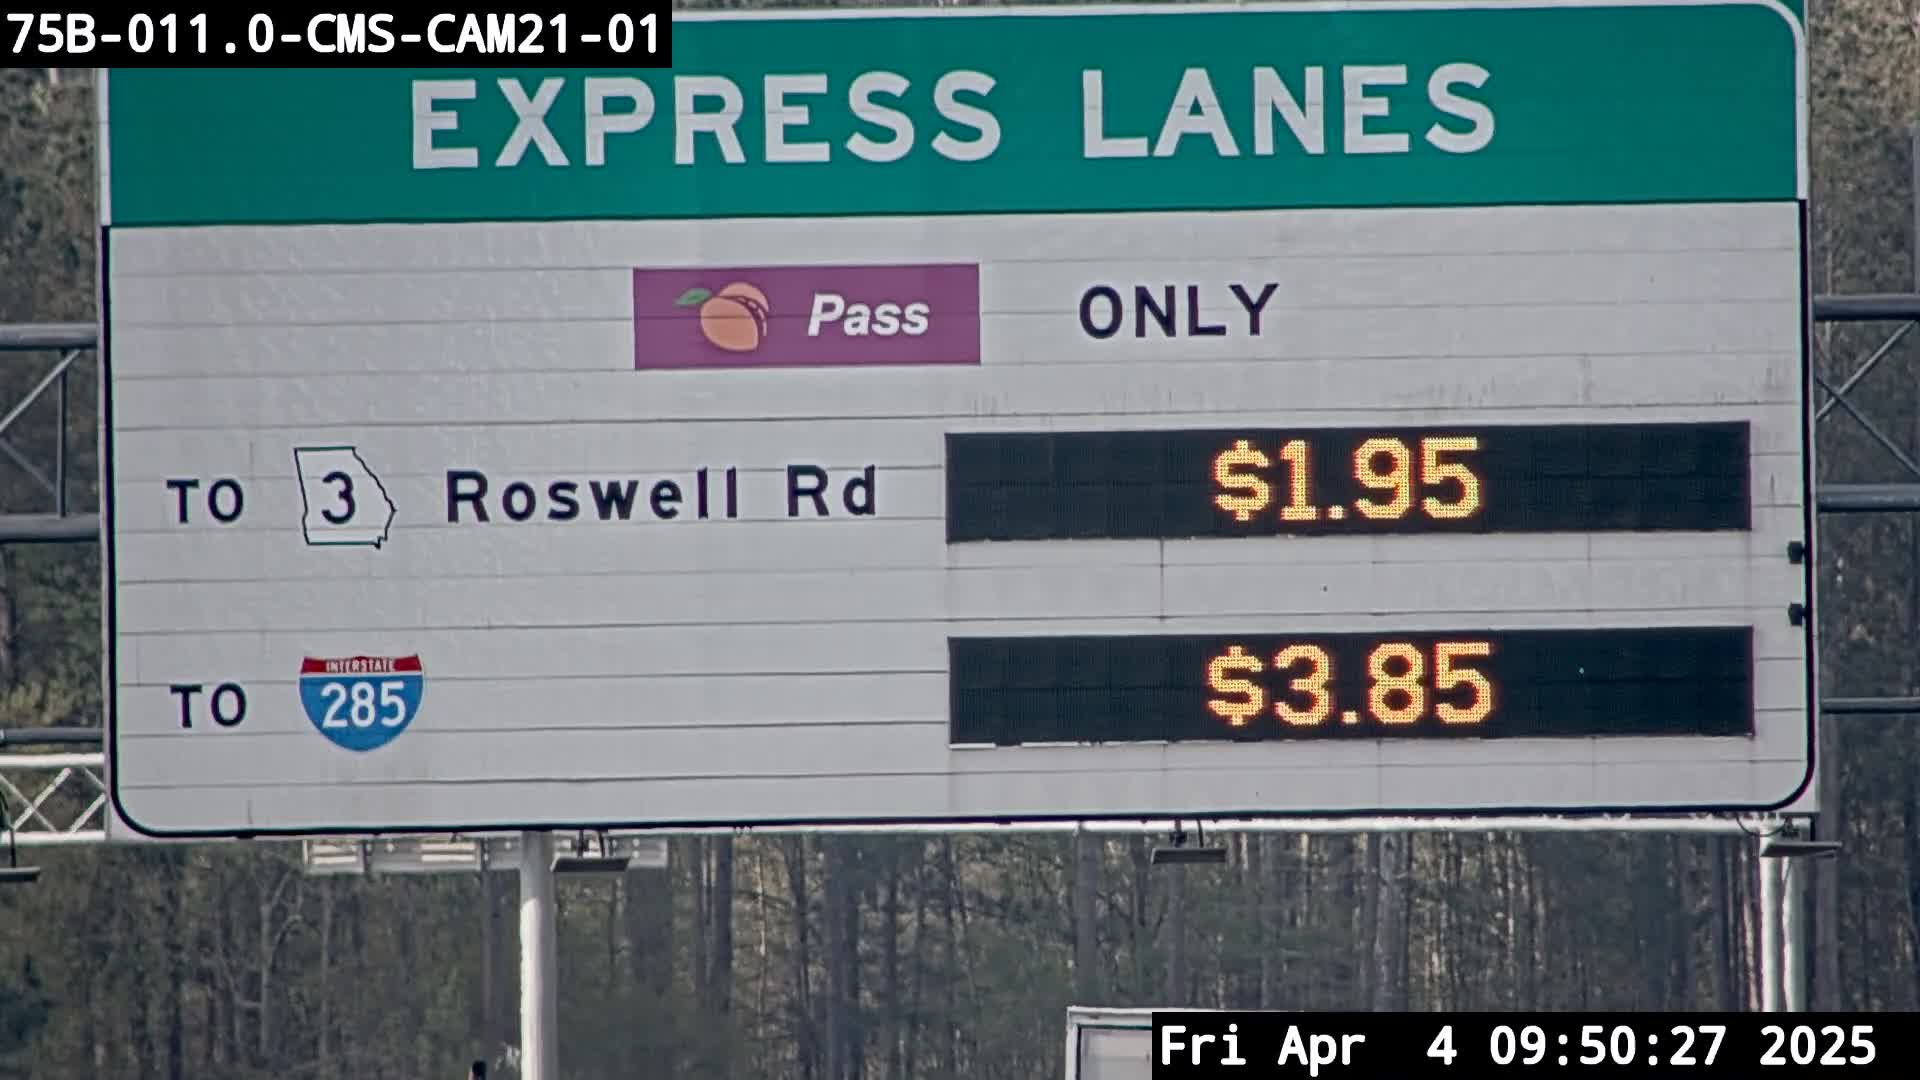 75B-011.0-CMS-CAM21-01
EXPRESS LANES
Pass ONLY
TO 3 Roswell Rd $1.95
TO INTERSTATE 285 $3.85
Fri Apr 4 09:50:27 2025